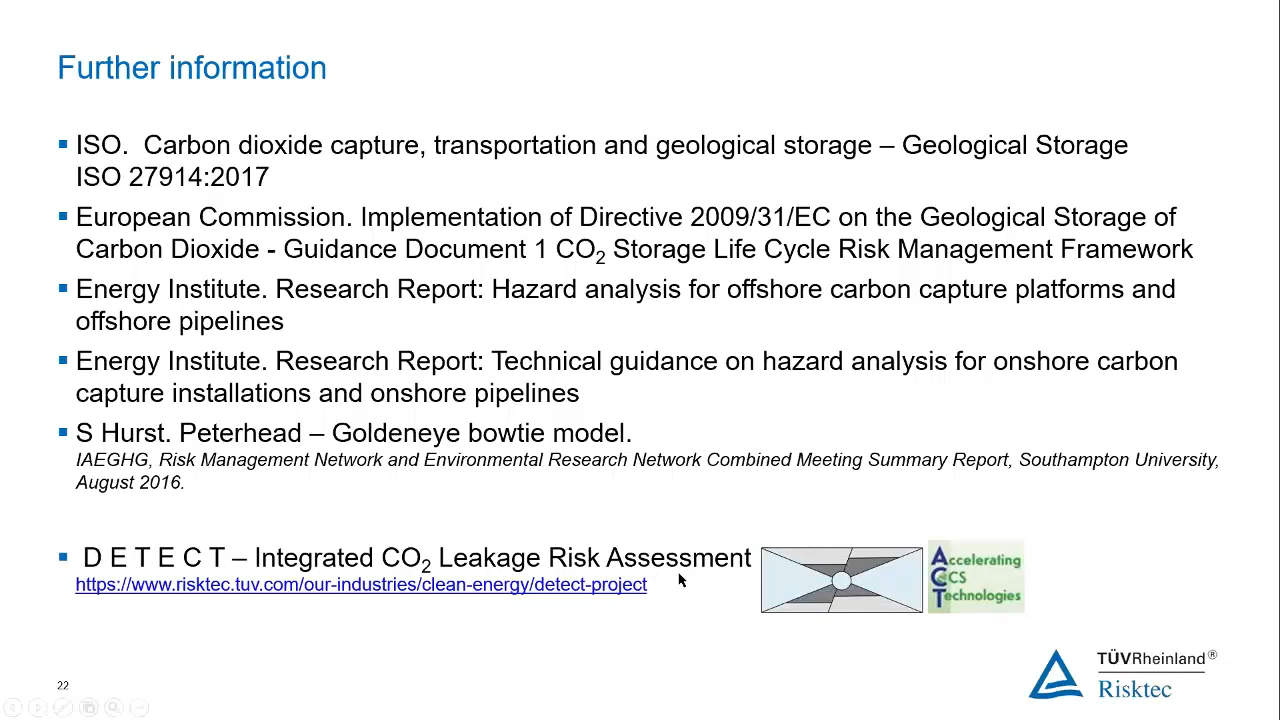 Further information
ISO.  Carbon dioxide capture, transportation and geological storage – Geological Storage
ISO 27914:2017
European Commission. Implementation of Directive 2009/31/EC on the Geological Storage of
Carbon Dioxide - Guidance Document 1 CO₂ Storage Life Cycle Risk Management Framework
Energy Institute. Research Report: Hazard analysis for offshore carbon capture platforms and
offshore pipelines
Energy Institute. Research Report: Technical guidance on hazard analysis for onshore carbon
capture installations and onshore pipelines
S Hurst. Peterhead – Goldeneye bowtie model.
IAEGHG, Risk Management Network and Environmental Research Network Combined Meeting Summary Report, Southampton University,
August 2016.
D E T E C T – Integrated CO₂ Leakage Risk Assessment
https://www.risktec.tuv.com/our-industries/clean-energy/detect-project
Accelerating
CCS
Technologies
TÜVRheinland®
Risktec
22